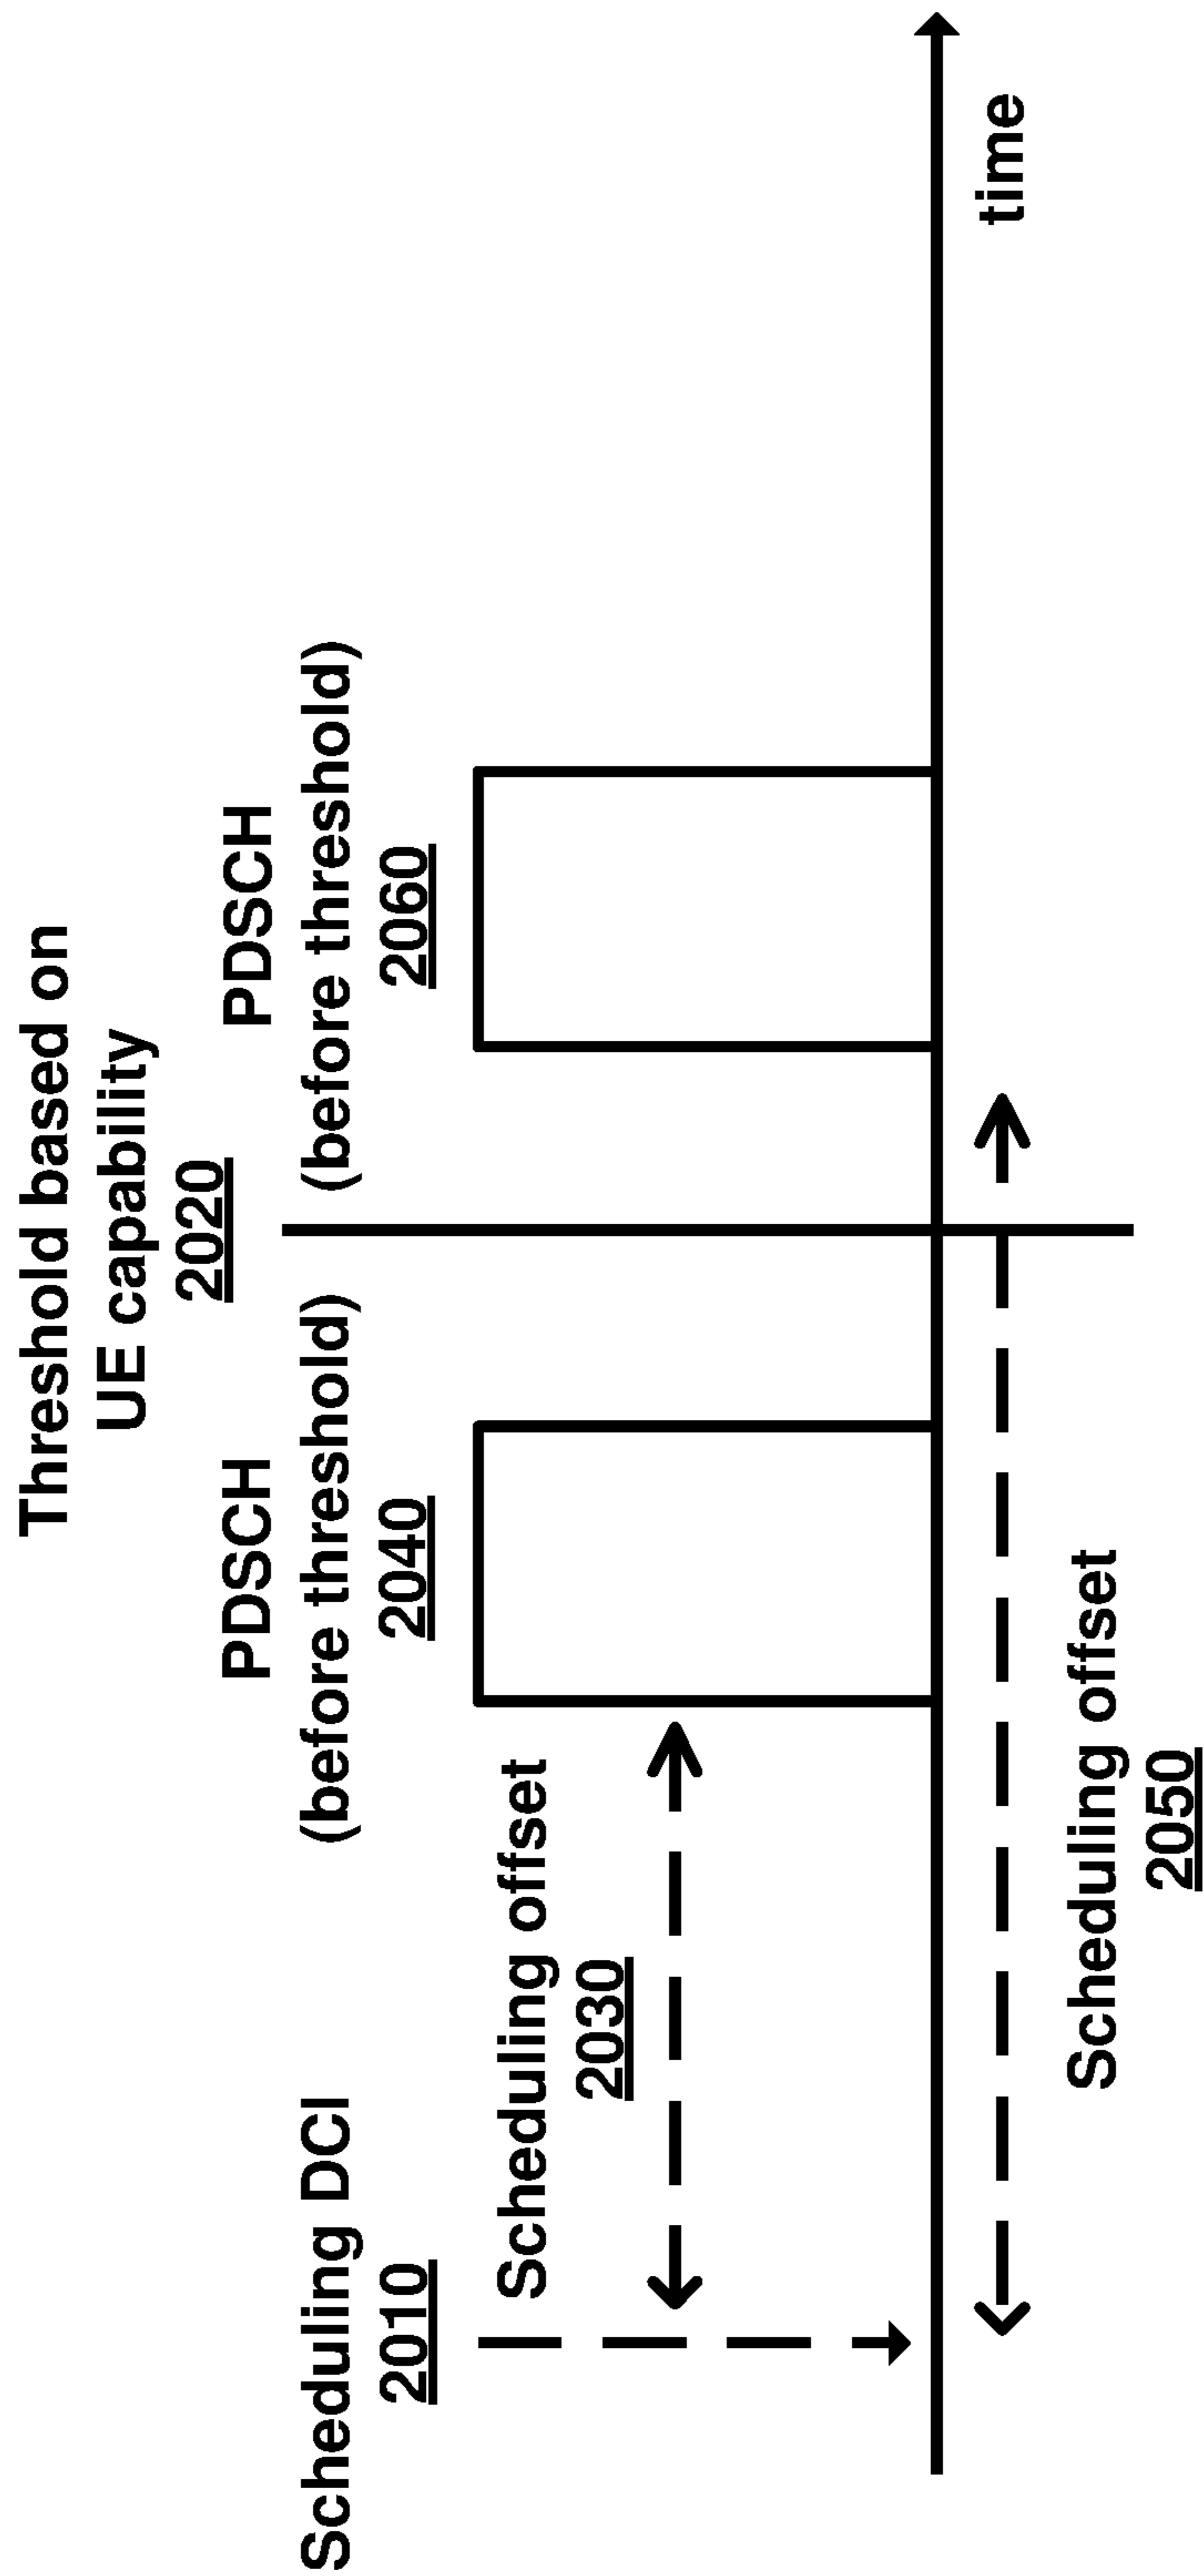 Threshold based on
UE capability
2020
Scheduling DCI
2010
PDSCH
(before threshold)
2040
PDSCH
(before threshold)
2060
Scheduling offset
2030
time
Scheduling offset
2050